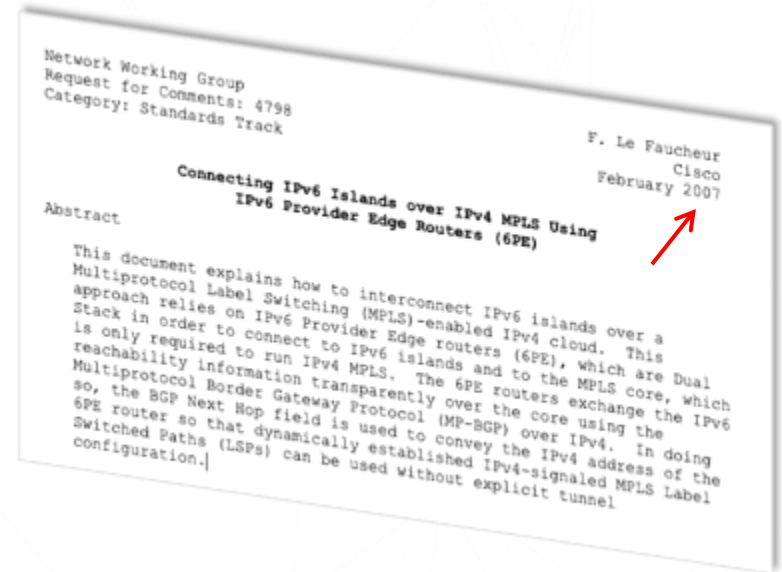 Network Working Group
Request for Comments: 4798
Category: Standards Track
F. Le Faucheur
Cisco
February 2007
Connecting IPv6 Islands over IPv4 MPLS Using
IPv6 Provider Edge Routers (6PE)
Abstract
This document explains how to interconnect IPv6 islands over a
Multiprotocol Label Switching (MPLS)-enabled IPv4 cloud. This
approach relies on IPv6 Provider Edge routers (6PE), which are Dual
Stack in order to connect to IPv6 islands and to the MPLS core, which
is only required to run IPv4 MPLS. The 6PE routers exchange the IPv6
reachability information transparently over the core using the
Multiprotocol Border Gateway Protocol (MP-BGP) over IPv4. In doing
so, the BGP Next Hop field is used to convey the IPv4 address of the
6PE router so that dynamically established IPv4-signaled MPLS Label
Switched Paths (LSPs) can be used without explicit tunnel
configuration.